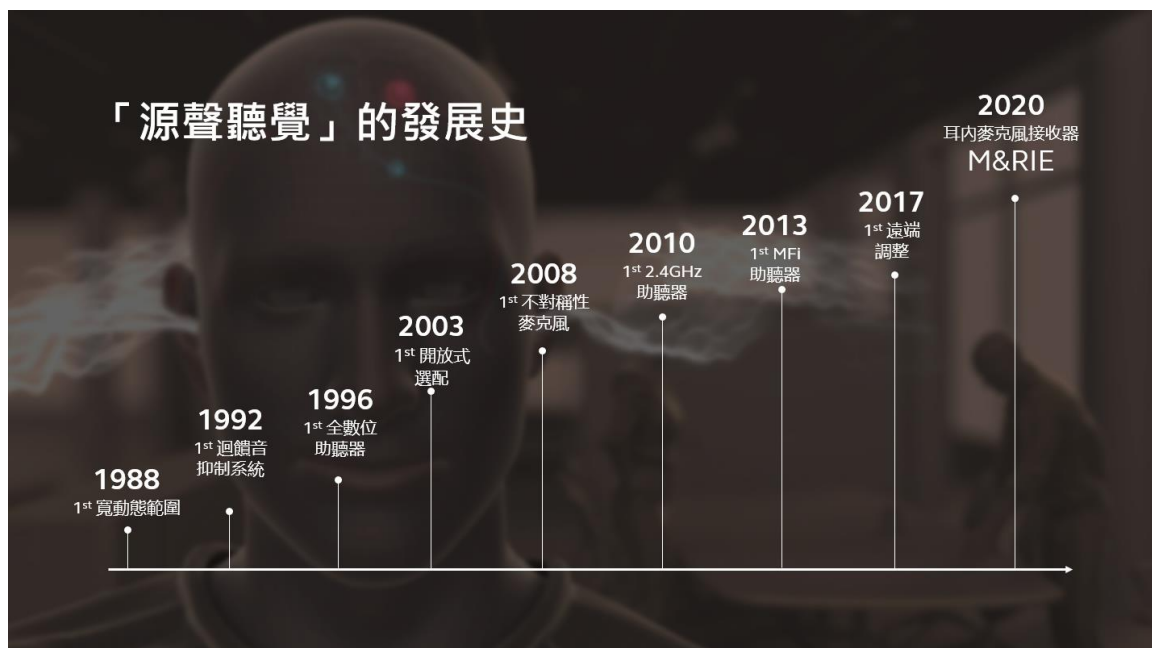 「源聲聽覺」的發展史
1988
1st 寬動態範圍
1992
1st 迴饋音
抑制系統
1996
1st 全數位
助聽器
2003
1st 開放式
選配
2008
1st 不對稱性
麥克風
2010
1st 2.4GHz
助聽器
2013
1st MFi
助聽器
2017
1st 遠端
調整
2020
耳內麥克風接收器
M&RIE